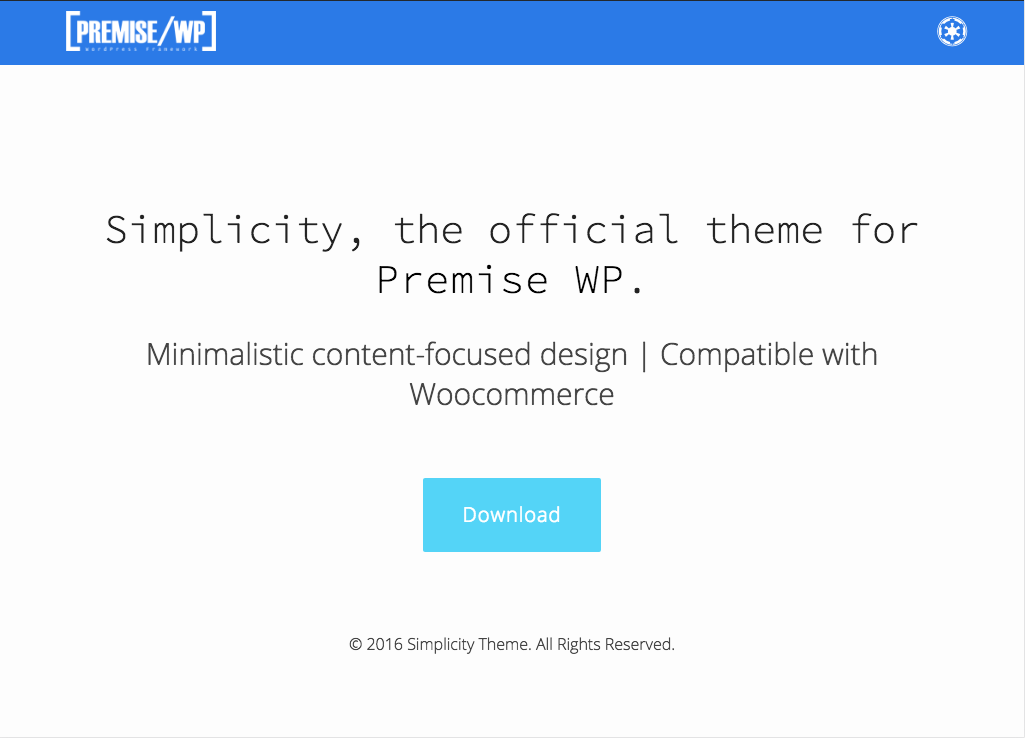 [PREMISE/WP]
WordPress Framework
Simplicity, the official theme for
Premise WP.
Minimalistic content-focused design | Compatible with
Woocommerce
Download
© 2016 Simplicity Theme. All Rights Reserved.